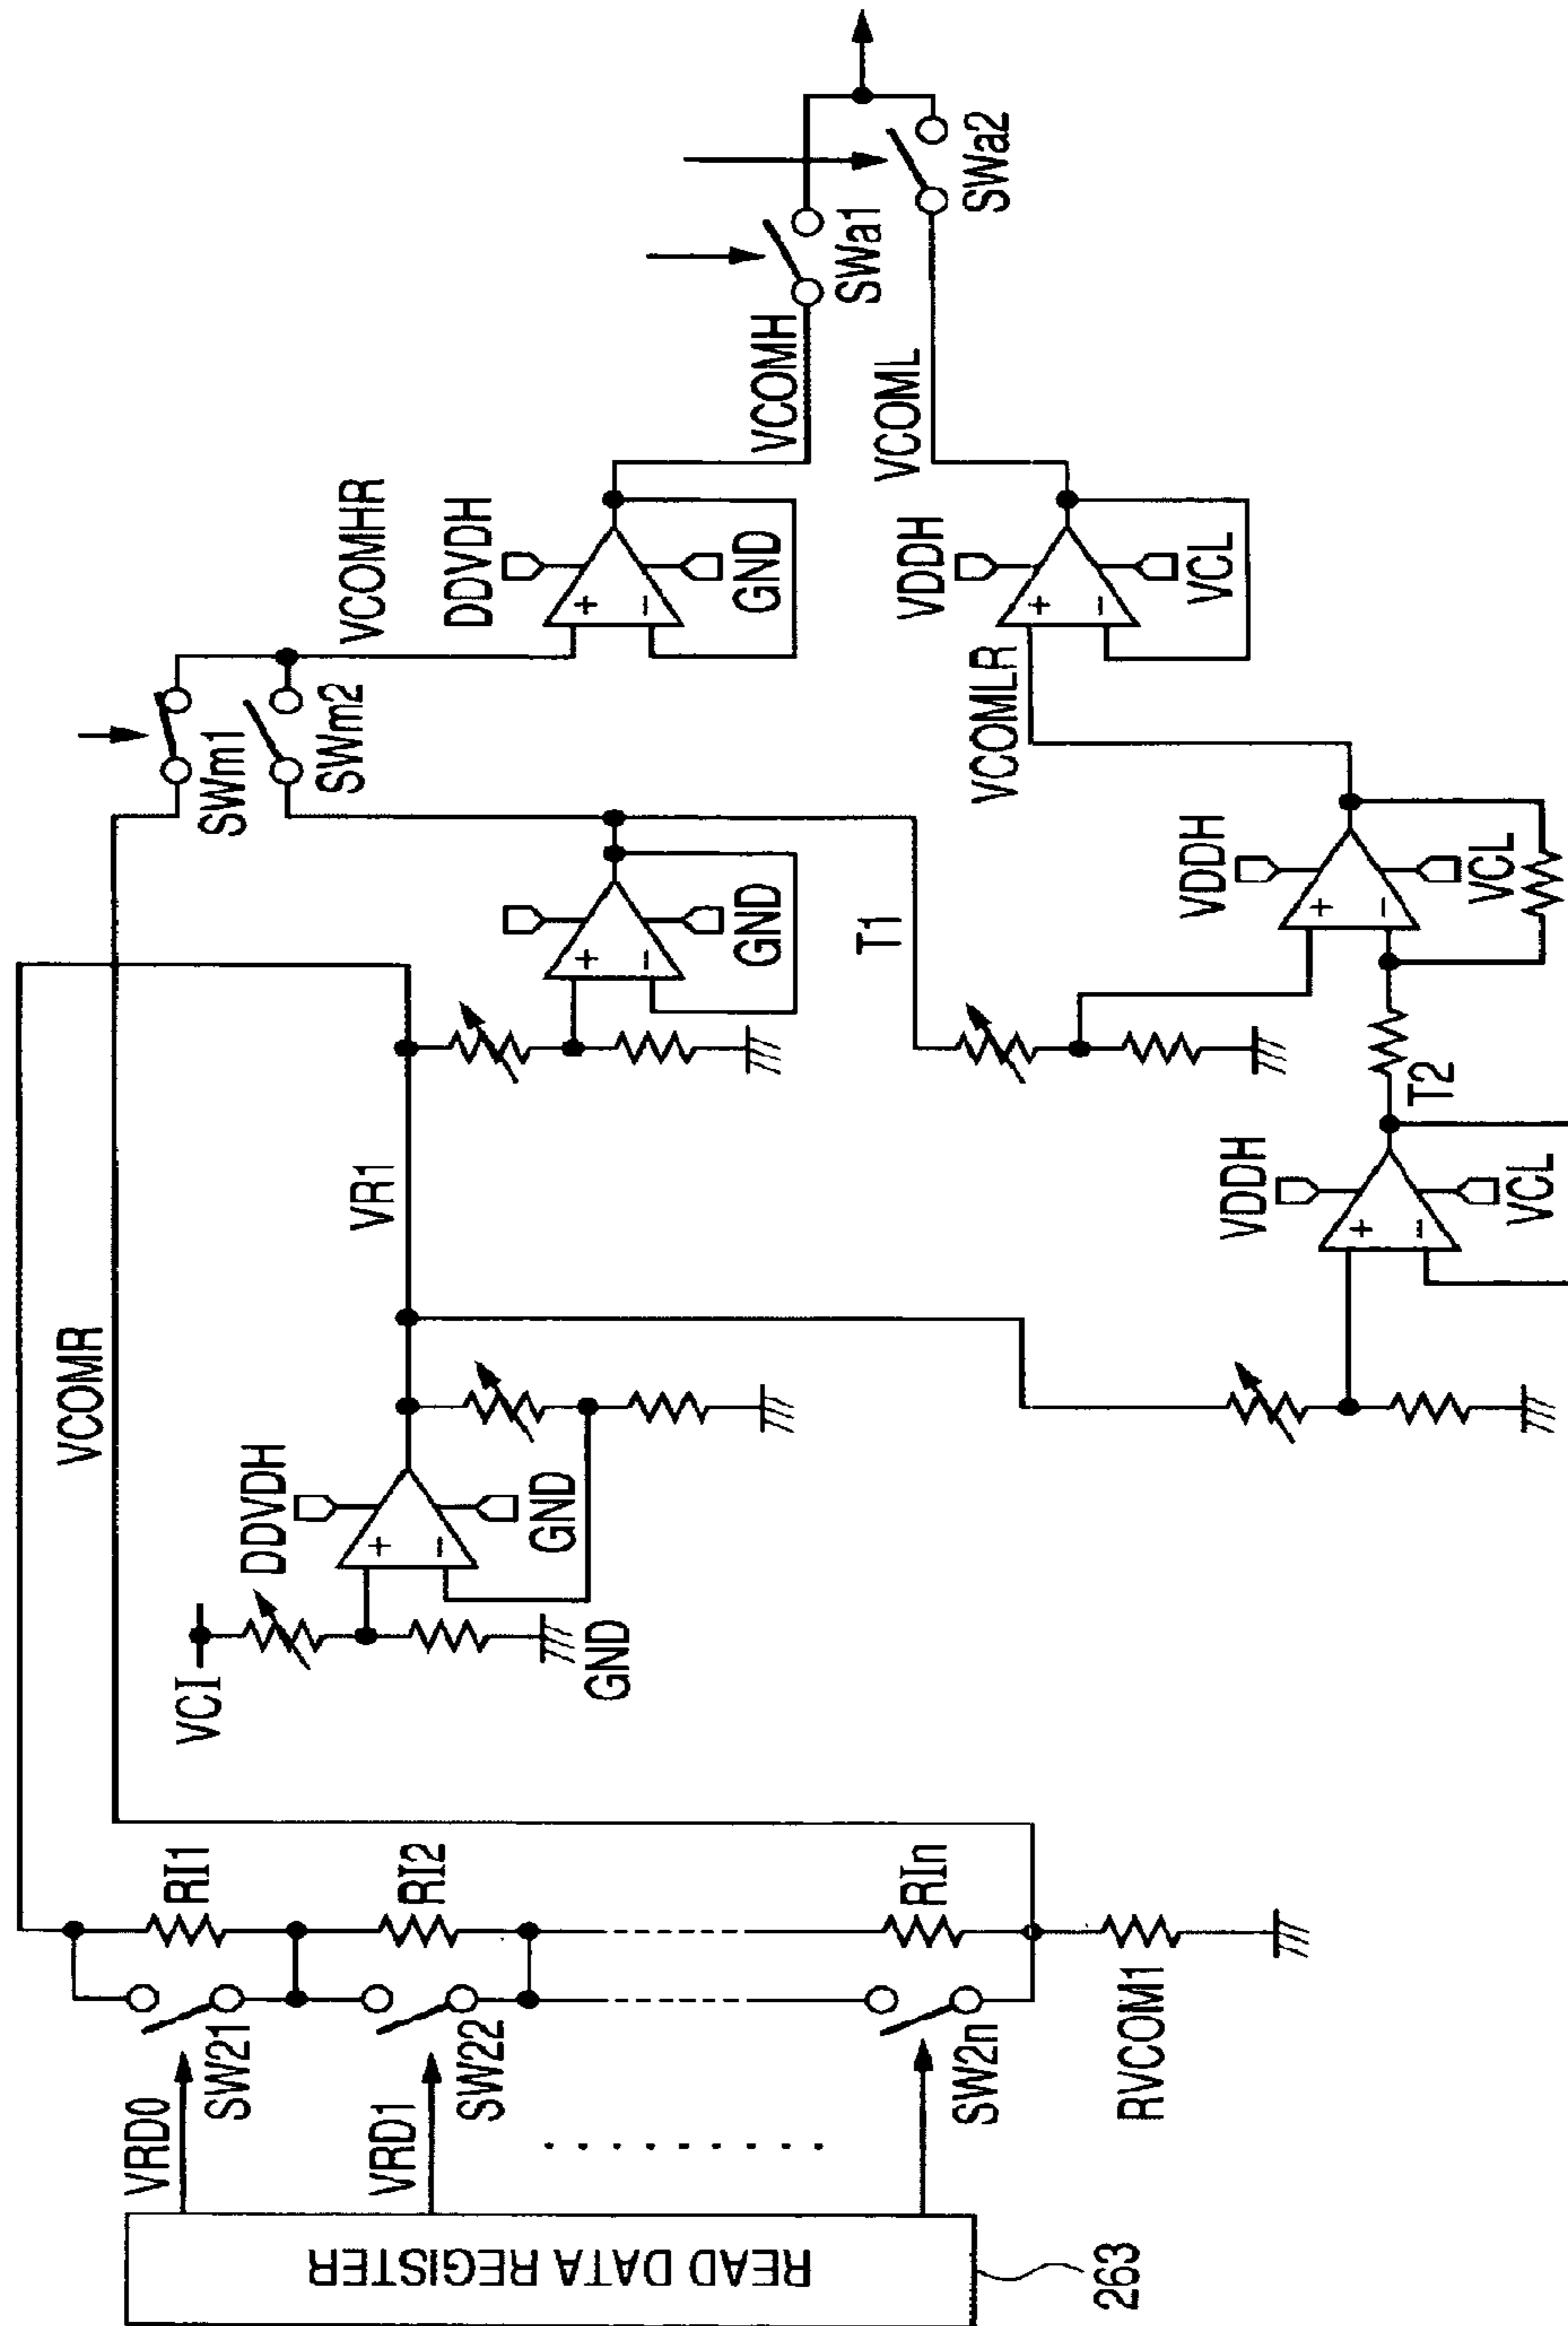 READ DATA REGISTER
263
VRD0
VRD1
SW21
SW22
SW2n
RI1
RI2
RIn
RVCOM1
VCOMR
VCI
GND
DDVDH
GND
VR1
GND
SWm1
SWm2
VCOMHR
DDVDH
GND
VCOMH
SWa1
SWa2
VCOML
VDDH
VCL
VCOMLR
T1
VDDH
VCL
T2
VDDH
VCL
+
-
+
-
+
-
+
-
+
-
+
-